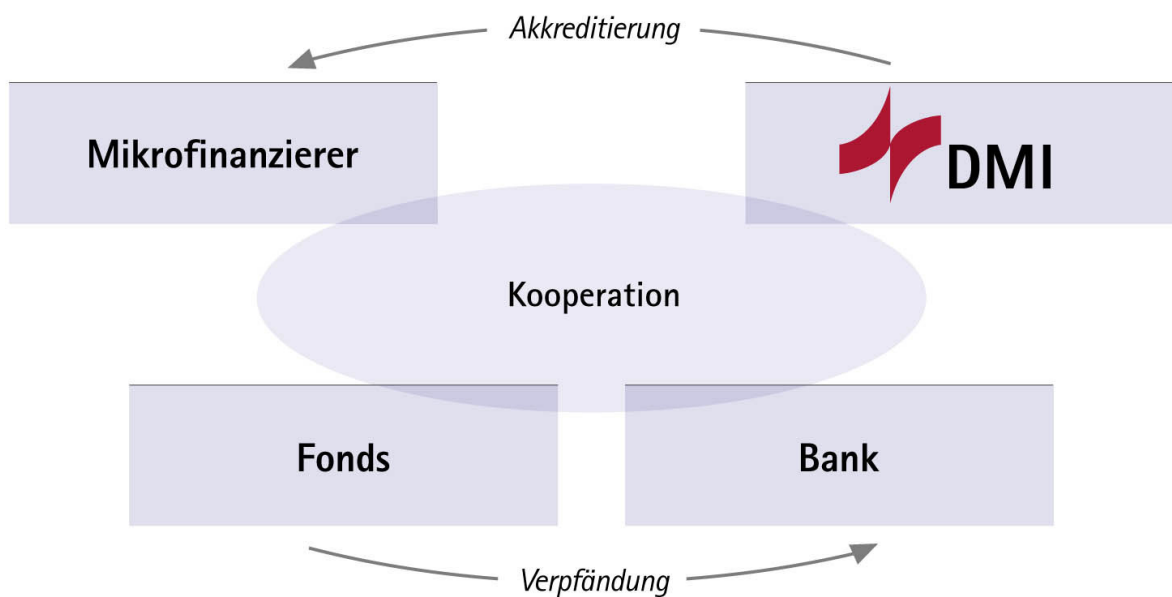 Akkreditierung
Mikrofinanzierer
DMI
Kooperation
Fonds
Bank
Verpfändung